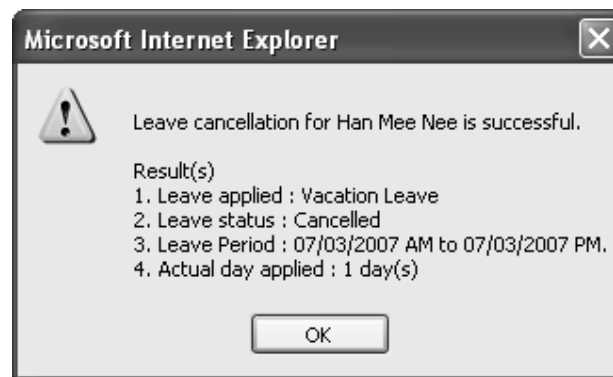 Microsoft Internet Explorer
Leave cancellation for Han Mee Nee is successful.
Result(s)
1. Leave applied : Vacation Leave
2. Leave status : Cancelled
3. Leave Period : 07/03/2007 AM to 07/03/2007 PM.
4. Actual day applied : 1 day(s)
OK